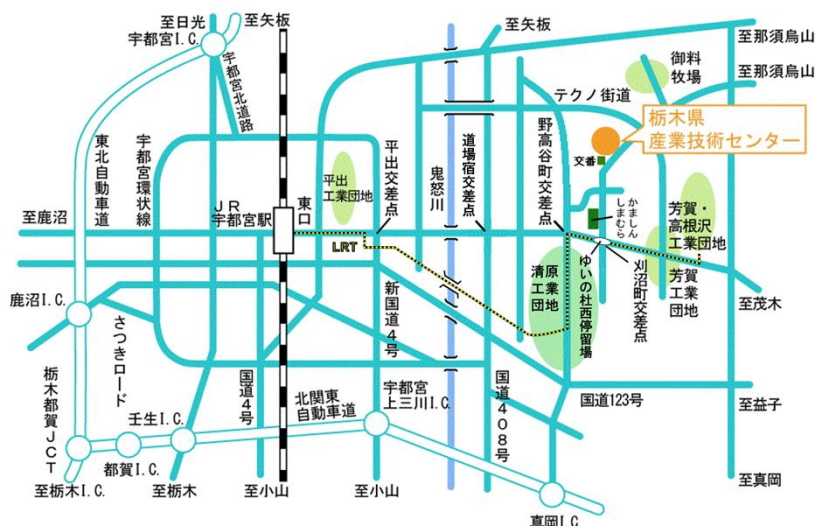 至日光
至矢板
宇都宮I.C.
宇都宮北道路
至矢板
至那須烏山
御料
牧場
至那須烏山
テクノ街道
栃木県
産業技術センター
交番
東北自動車道
宇都宮環状線
JR
宇都宮駅
東口
平出
工業団地
平出交差点
鬼怒川
道場宿交差点
野高谷町交差点
かましん
しまむら
芳賀・
高根沢
工業団地
至鹿沼
LRT
清原
工業
団地
ゆいの杜西停留場
刈沼町交差点
芳賀
工業
団地
至茂木
鹿沼I.C.
さつきロード
新国道4号
国道4号
北関東
自動車道
宇都宮
上三川I.C.
国道408号
国道123号
至益子
栃木都賀JCT
壬生I.C.
都賀I.C.
至栃木I.C.
至栃木
至小山
至小山
真岡I.C
至真岡